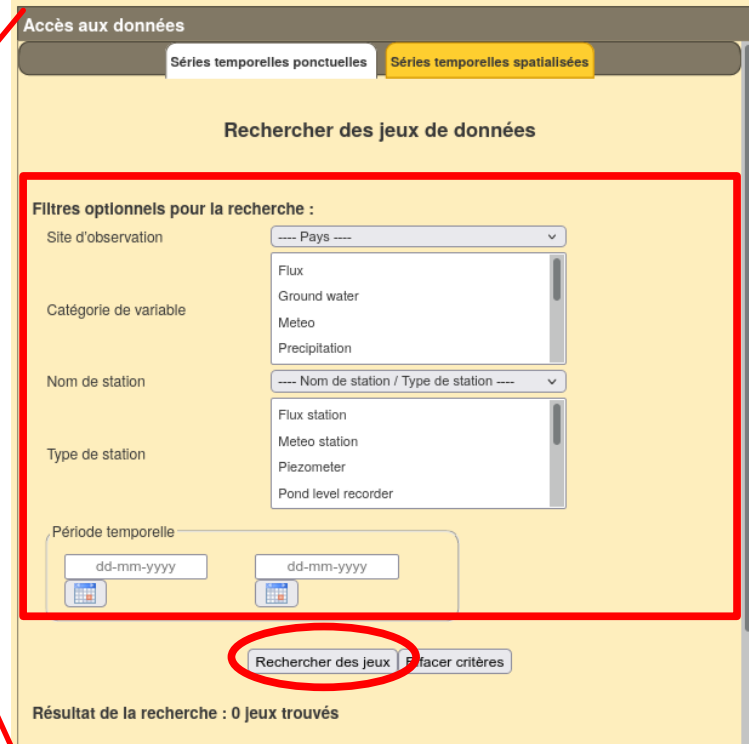 Accès aux données
Séries temporelles ponctuelles Séries temporelles spatialisées
Rechercher des jeux de données
Filtres optionnels pour la recherche :
Site d'observation ---- Pays ----
Flux
Ground water
Catégorie de variable
Meteo
Precipitation
Nom de station ---- Nom de station / Type de station ----
Flux station
Meteo station
Type de station
Piezometer
Pond level recorder
Période temporelle
dd-mm-yyyy dd-mm-yyyy
Rechercher des jeux Effacer critères
Résultat de la recherche : 0 jeux trouvés